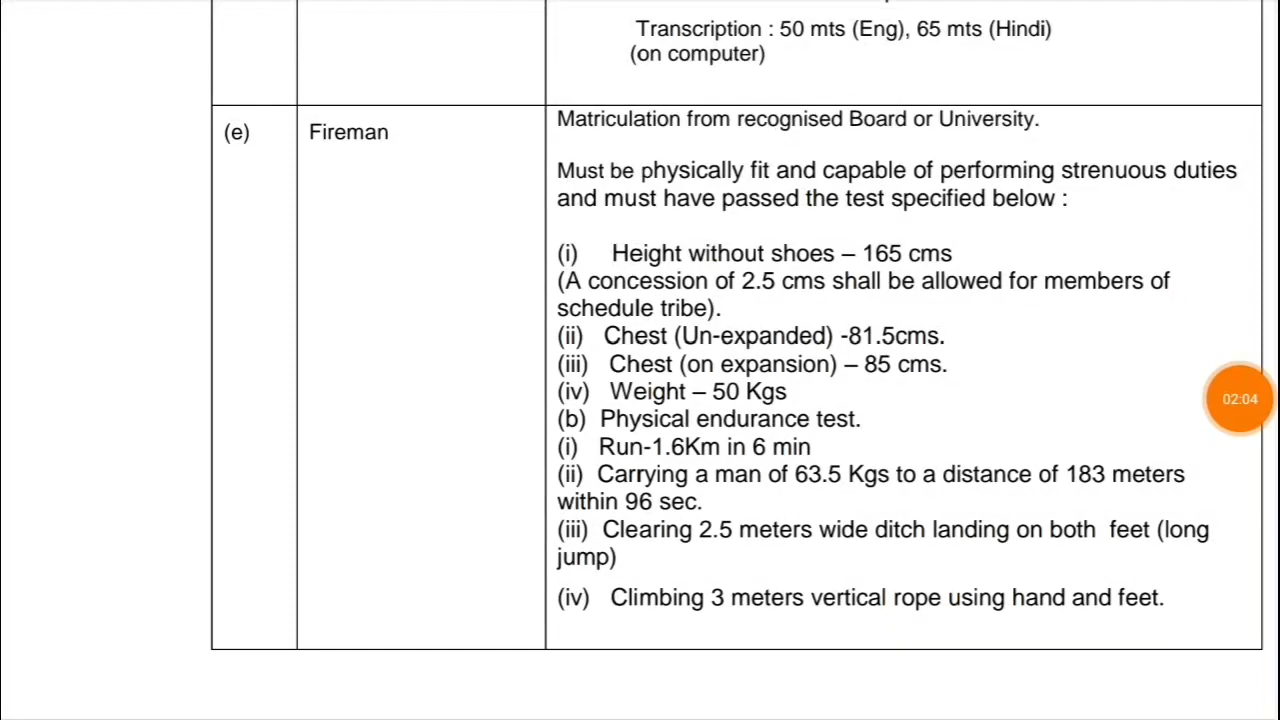 Transcription : 50 mts (Eng), 65 mts (Hindi)
(on computer)
(e)
Fireman
Matriculation from recognised Board or University.
Must be physically fit and capable of performing strenuous duties
and must have passed the test specified below :
(i) Height without shoes – 165 cms
(A concession of 2.5 cms shall be allowed for members of
schedule tribe).
(ii) Chest (Un-expanded) -81.5cms.
(iii) Chest (on expansion) – 85 cms.
(iv) Weight – 50 Kgs
(b) Physical endurance test.
(i) Run-1.6Km in 6 min
(ii) Carrying a man of 63.5 Kgs to a distance of 183 meters
within 96 sec.
(iii) Clearing 2.5 meters wide ditch landing on both feet (long
jump)
(iv) Climbing 3 meters vertical rope using hand and feet.
02:04